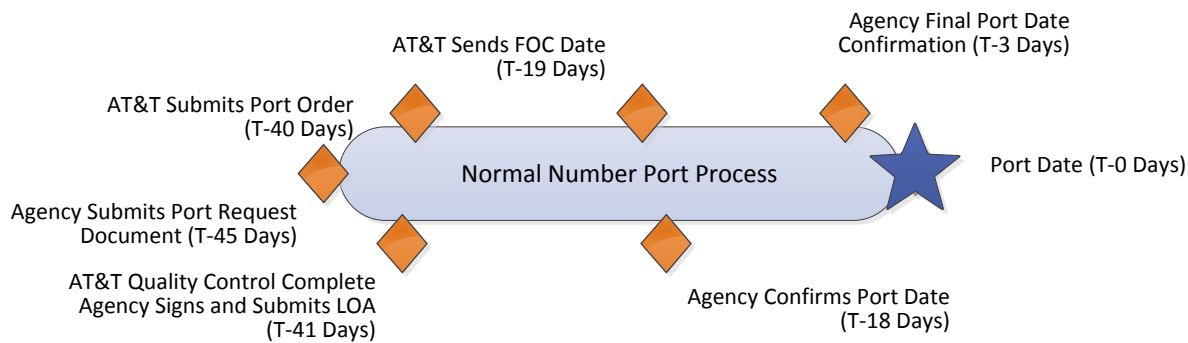 Agency Final Port Date
Confirmation (T-3 Days)
AT&T Sends FOC Date
(T-19 Days)
AT&T Submits Port Order
(T-40 Days)
Normal Number Port Process
Port Date (T-0 Days)
Agency Submits Port Request
Document (T-45 Days)
AT&T Quality Control Complete
Agency Signs and Submits LOA
(T-41 Days)
Agency Confirms Port Date
(T-18 Days)